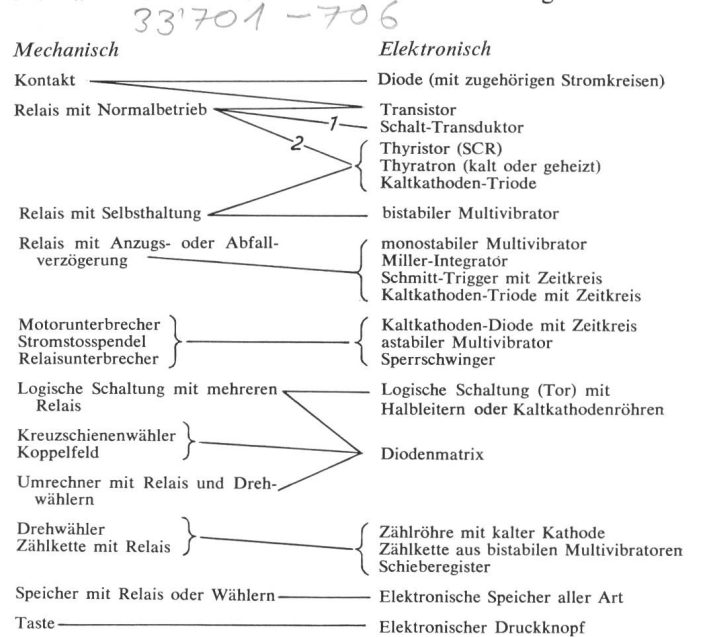 33'701 - 706
Mechanisch
Elektronisch
Kontakt
Diode (mit zugehörigen Stromkreisen)
Relais mit Normalbetrieb
Transistor
1
Schalt-Transduktor
2
Thyristor (SCR)
Thyratron (kalt oder geheizt)
Kaltkathoden-Triode
Relais mit Selbsthaltung
bistabiler Multivibrator
Relais mit Anzugs- oder Abfall-
verzögerung
monostabiler Multivibrator
Miller-Integrator
Schmitt-Trigger mit Zeitkreis
Kaltkathoden-Triode mit Zeitkreis
Motorunterbrecher
Stromstosspendel
Relaisunterbrecher
Kaltkathoden-Diode mit Zeitkreis
astabiler Multivibrator
Sperrschwinger
Logische Schaltung mit mehreren
Relais
Logische Schaltung (Tor) mit
Halbleitern oder Kaltkathodenröhren
Kreuzschienenwähler
Koppelfeld
Diodenmatrix
Umrechner mit Relais und Dreh-
wählern
Drehwähler
Zählkette mit Relais
Zählröhre mit kalter Kathode
Zählkette aus bistabilen Multivibratoren
Schieberegister
Speicher mit Relais oder Wählern
Elektronische Speicher aller Art
Taste
Elektronischer Druckknopf